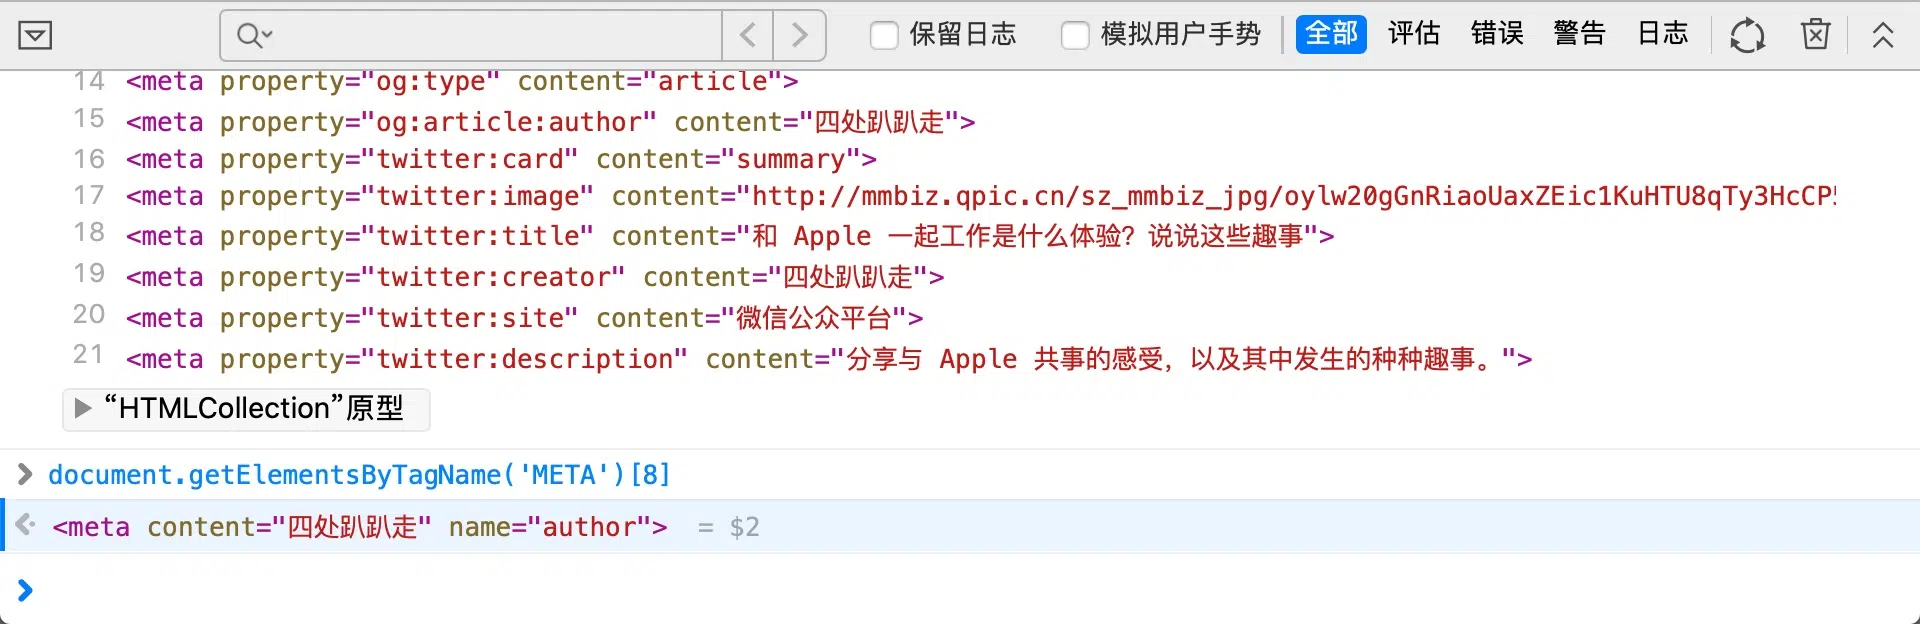 保留日志 模拟用户手势 全部 评估 错误 警告 日志
14 <meta property="og:type" content="article">
15 <meta property="og:article:author" content="四处趴趴走">
16 <meta property="twitter:card" content="summary">
17 <meta property="twitter:image" content="http://mmbiz.qpic.cn/sz_mmbiz_jpg/oylw20gGnRiaoUaxZEic1KuHTU8qTy3HcCP
18 <meta property="twitter:title" content="和 Apple 一起工作是什么体验？说说这些趣事">
19 <meta property="twitter:creator" content="四处趴趴走">
20 <meta property="twitter:site" content="微信公众平台">
21 <meta property="twitter:description" content="分享与 Apple 共事的感受，以及其中发生的种种趣事。">
“HTMLCollection”原型
document.getElementsByTagName('META')[8]
<meta content="四处趴趴走" name="author"> = $2